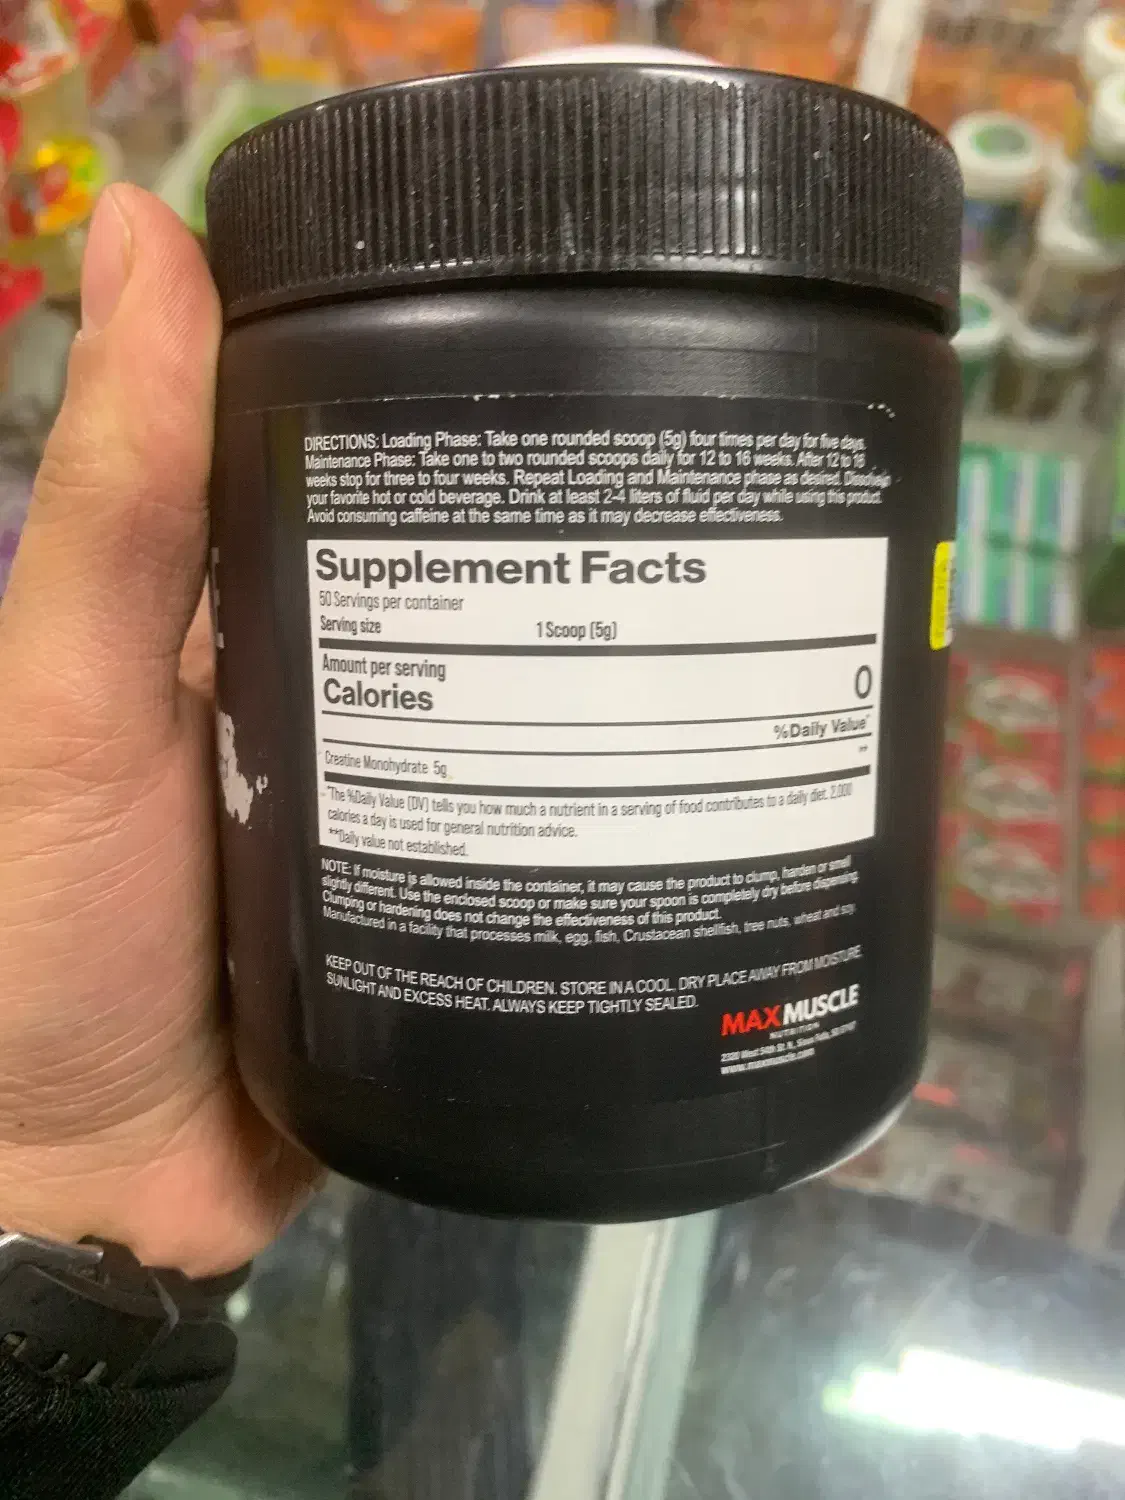 DIRECTIONS: Loading Phase: Take one rounded scoop (5g) four times per day for five days.
Maintenance Phase: Take one to two rounded scoops daily for 12 to 16 weeks. After 12 to 16
weeks stop for three to four weeks. Repeat Loading and Maintenance phase as desired. Dissolve in
your favorite hot or cold beverage. Drink at least 2-4 liters of fluid per day while using this product.
Avoid consuming caffeine at the same time as it may decrease effectiveness.
Supplement Facts
50 Servings per container
Serving size 1 Scoop (5g)
Amount per serving
Calories 0
%Daily Value*
Creatine Monohydrate 5g **
*The %Daily Value (DV) tells you how much a nutrient in a serving of food contributes to a daily diet. 2,000
calories a day is used for general nutrition advice.
**Daily value not established.
NOTE: If moisture is allowed inside the container, it may cause the product to clump, harden or smell
slightly different. Use the enclosed scoop or make sure your spoon is completely dry before dispensing.
Clumping or hardening does not change the effectiveness of this product.
Manufactured in a facility that processes milk, egg, fish, Crustacean shellfish, tree nuts, wheat and soy.
KEEP OUT OF THE REACH OF CHILDREN. STORE IN A COOL, DRY PLACE AWAY FROM MOISTURE,
SUNLIGHT AND EXCESS HEAT. ALWAYS KEEP TIGHTLY SEALED.
MAX MUSCLE
NUTRITION
West 54th St. N., Sioux Falls, SD
www.maxmuscle.com